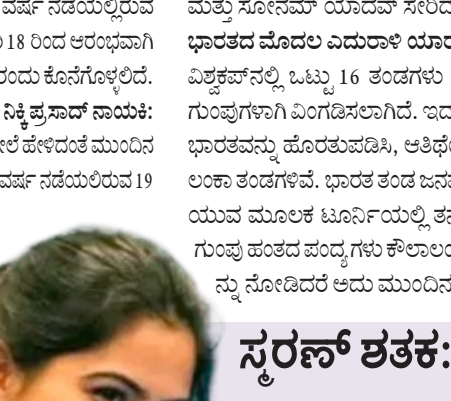 ವರ್ಷ ನಡೆಯಲಿರುವ
18 ರಿಂದ ಆರಂಭವಾಗಿ
ರಂದು ಕೊನೆಗೊಳ್ಳಲಿದೆ.
ನಿಕ್ಕಿ ಪ್ರಸಾದ್ ನಾಯಕಿ:
ಲೆ ಹೇಳಿದಂತೆ ಮುಂದಿನ
ವರ್ಷ ನಡೆಯಲಿರುವ 19
ಮತ್ತು ಸೋನಮ್ ಯಾದವ್ ಸೇರಿದ
ಭಾರತದ ಮೊದಲ ಎದುರಾಳಿ ಯಾರ
ವಿಶ್ವಕಪ್‌ನಲ್ಲಿ ಒಟ್ಟು 16 ತಂಡಗಳು
ಗುಂಪುಗಳಾಗಿ ವಿಂಗಡಿಸಲಾಗಿದೆ. ಇದ
ಭಾರತವನ್ನು ಹೊರತುಪಡಿಸಿ, ಆತಿಥೇ
ಲಂಕಾ ತಂಡಗಳಿವೆ. ಭಾರತ ತಂಡ ಜನ
ಯುವ ಮೂಲಕ ಟೂರ್ನಿಯಲ್ಲಿ ತನ
ಗುಂಪು ಹಂತದ ಪಂದ್ಯಗಳು ಕೌಲಾಲಂ
ನ್ನು ನೋಡಿದರೆ ಅದು ಮುಂದಿನ
ಸ್ಮರಣ್ ಶತಕ: